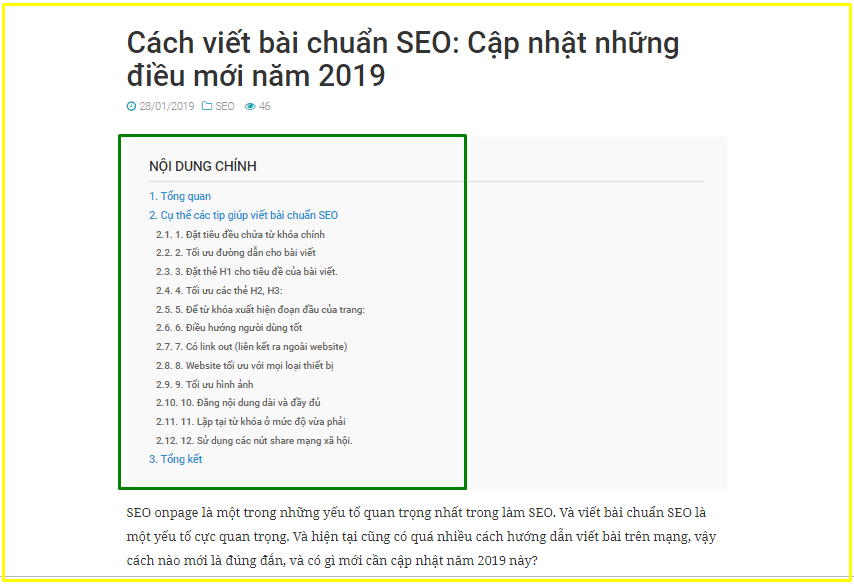 Cách viết bài chuẩn SEO: Cập nhật những
điều mới năm 2019
28/01/2019 SEO 46
NỘI DUNG CHÍNH
1. Tổng quan
2. Cụ thể các tip giúp viết bài chuẩn SEO
2.1. 1. Đặt tiêu đều chứa từ khóa chính
2.2. 2. Tối ưu đường dẫn cho bài viết
2.3. 3. Đặt thẻ H1 cho tiêu đề của bài viết.
2.4. 4. Tối ưu các thẻ H2, H3:
2.5. 5. Để từ khóa xuất hiện đoạn đầu của trang:
2.6. 6. Điều hướng người dùng tốt
2.7. 7. Có link out (liên kết ra ngoài website)
2.8. 8. Website tối ưu với mọi loại thiết bị
2.9. 9. Tối ưu hình ảnh
2.10. 10. Đăng nội dung dài và đầy đủ
2.11. 11. Lặp tại từ khóa ở mức độ vừa phải
2.12. 12. Sử dụng các nút share mạng xã hội.
3. Tổng kết
SEO onpage là một trong những yếu tố quan trọng nhất trong làm SEO. Và viết bài chuẩn SEO là
một yếu tố cực quan trọng. Và hiện tại cũng có quá nhiều cách hướng dẫn viết bài trên mạng, vậy
cách nào mới là đúng đắn, và có gì mới cần cập nhật năm 2019 này?